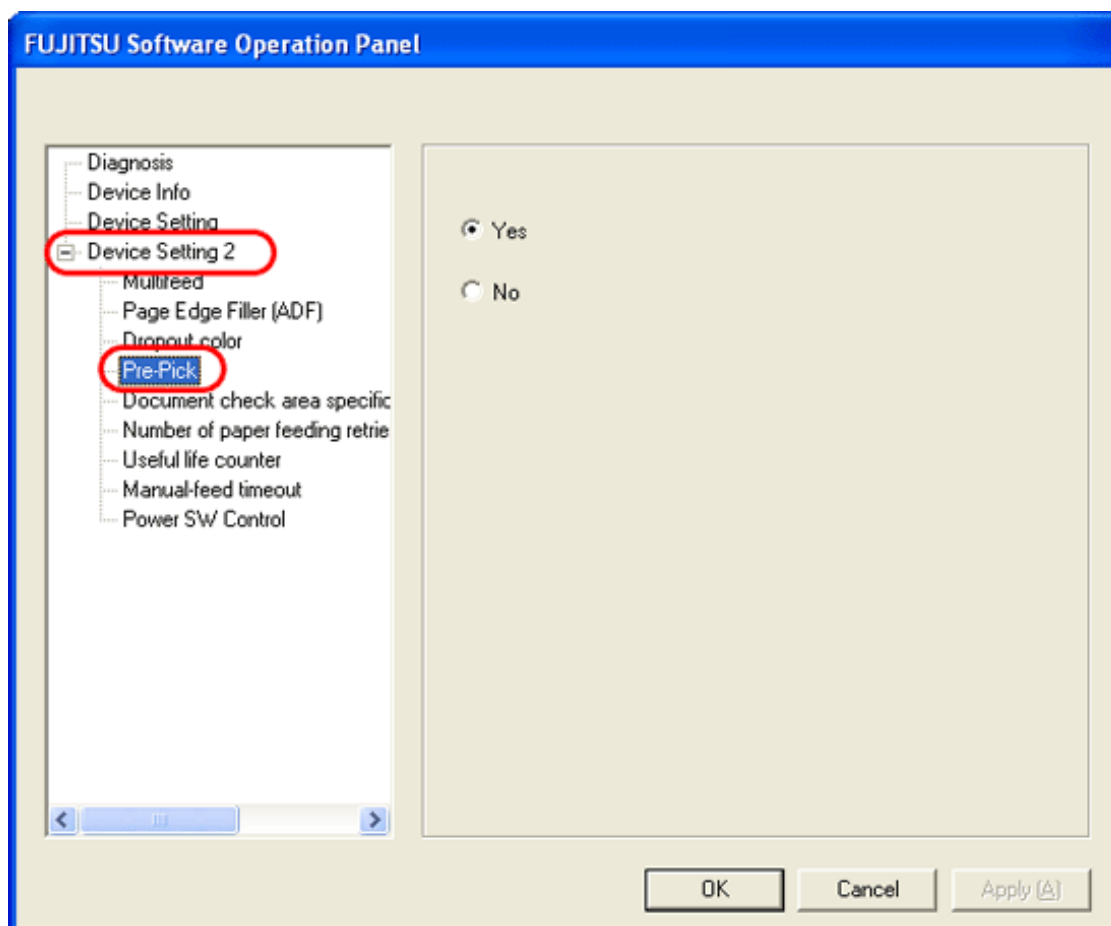 FUJITSU Software Operation Panel
Diagnosis
Device Info
Device Setting
Device Setting 2
Multifeed
Page Edge Filler (ADF)
Dropout color
Pre-Pick
Document check area specific
Number of paper feeding retrie
Useful life counter
Manual-feed timeout
Power SW Control
Yes
No
OK
Cancel
Apply (A)